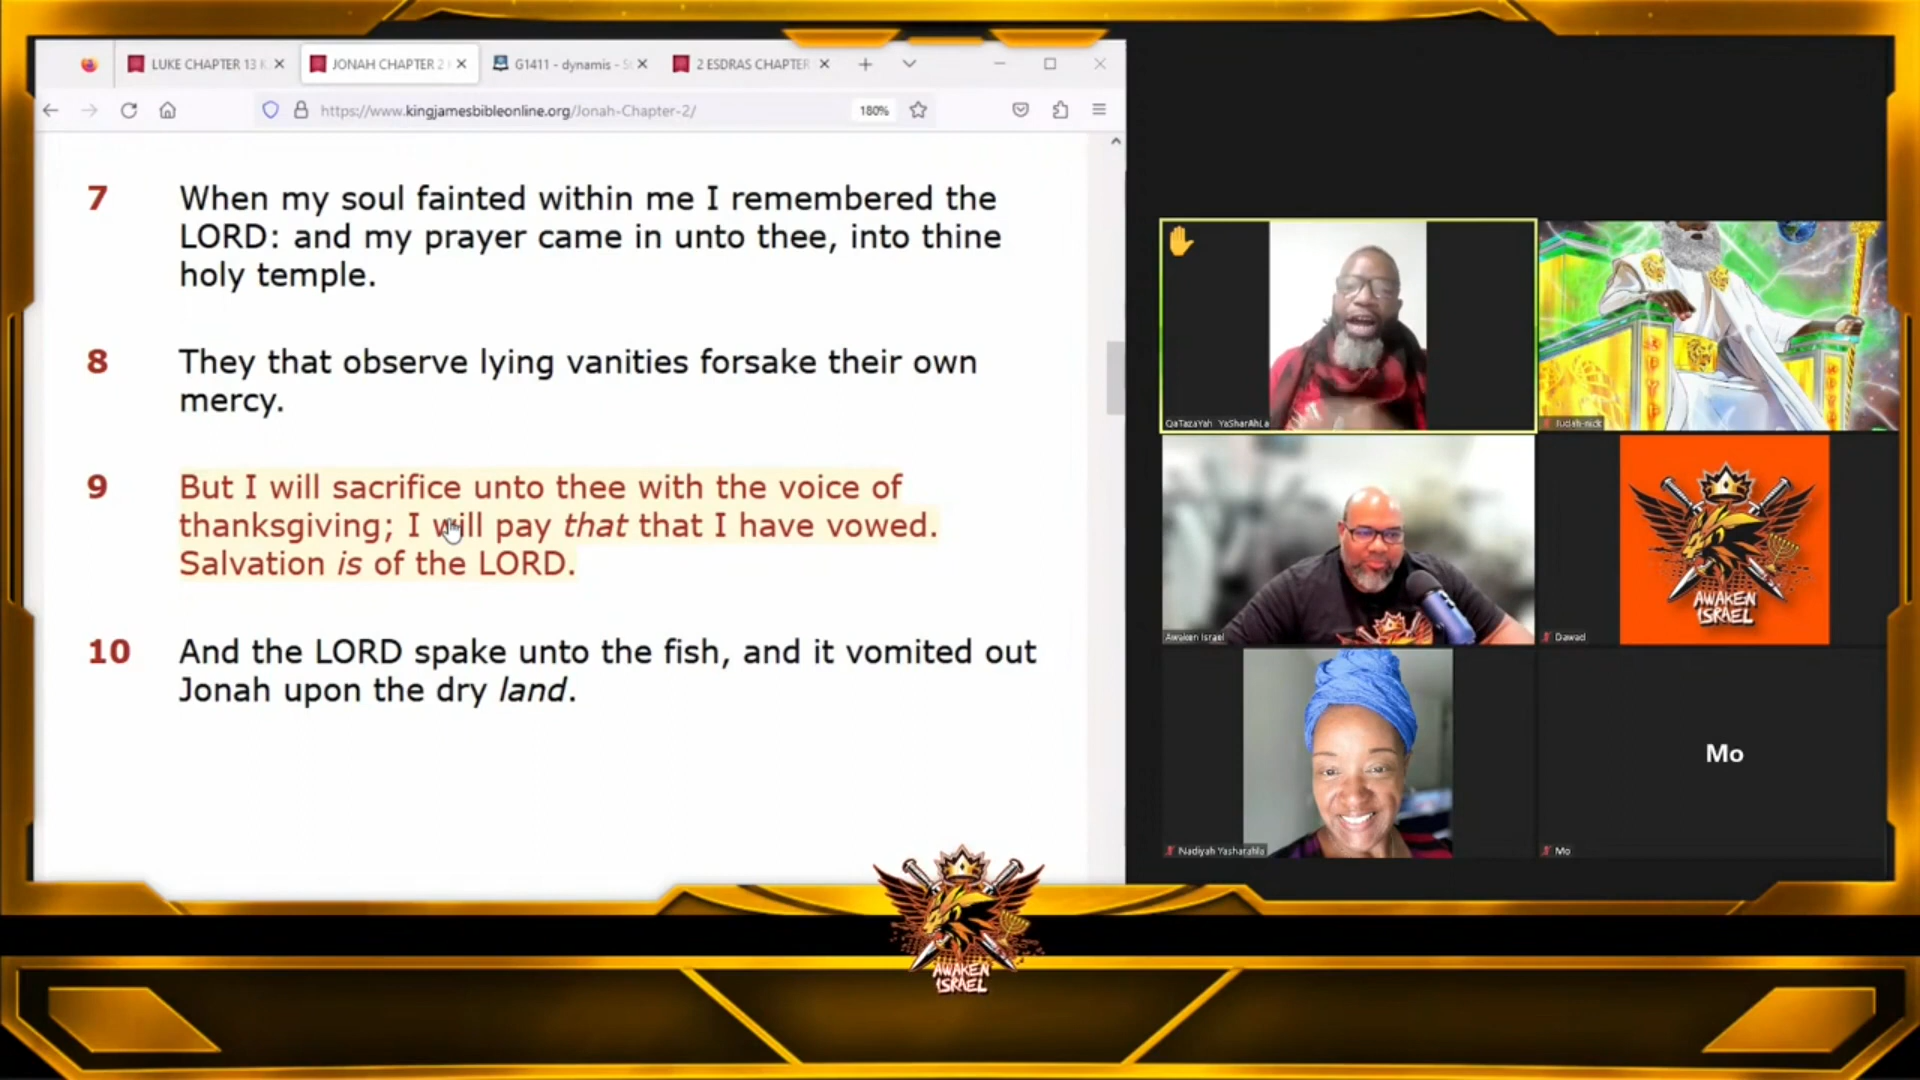 LUKE CHAPTER 13 K
JONAH CHAPTER 2
G1411 - dynamis - S
2 ESDRAS CHAPTER
https://www.kingjamesbibleonline.org/Jonah-Chapter-2/
180%
7 When my soul fainted within me I remembered the
LORD: and my prayer came in unto thee, into thine
holy temple.
8 They that observe lying vanities forsake their own
mercy.
9 But I will sacrifice unto thee with the voice of
thanksgiving; I will pay that that I have vowed.
Salvation is of the LORD.
10 And the LORD spake unto the fish, and it vomited out
Jonah upon the dry land.
QaTazaYah YaSharAhLa
Judah-nick
Awaken Israel
AWAKEN
ISRAEL
Dawad
Nadiyah Yasharahla
Mo
Mo
AWAKEN
ISRAEL